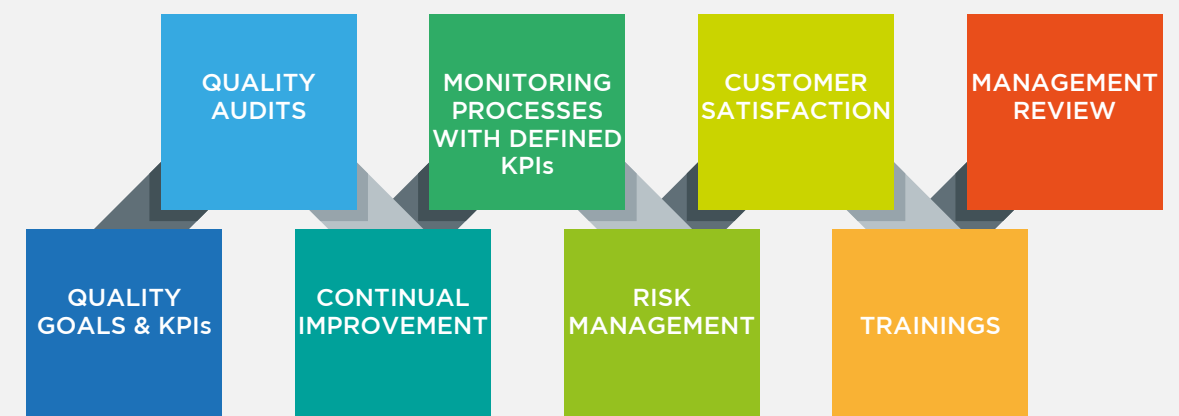 QUALITY
AUDITS
MONITORING
PROCESSES
WITH DEFINED
KPIs
CUSTOMER
SATISFACTION
MANAGEMENT
REVIEW
QUALITY
GOALS & KPIs
CONTINUAL
IMPROVEMENT
RISK
MANAGEMENT
TRAININGS